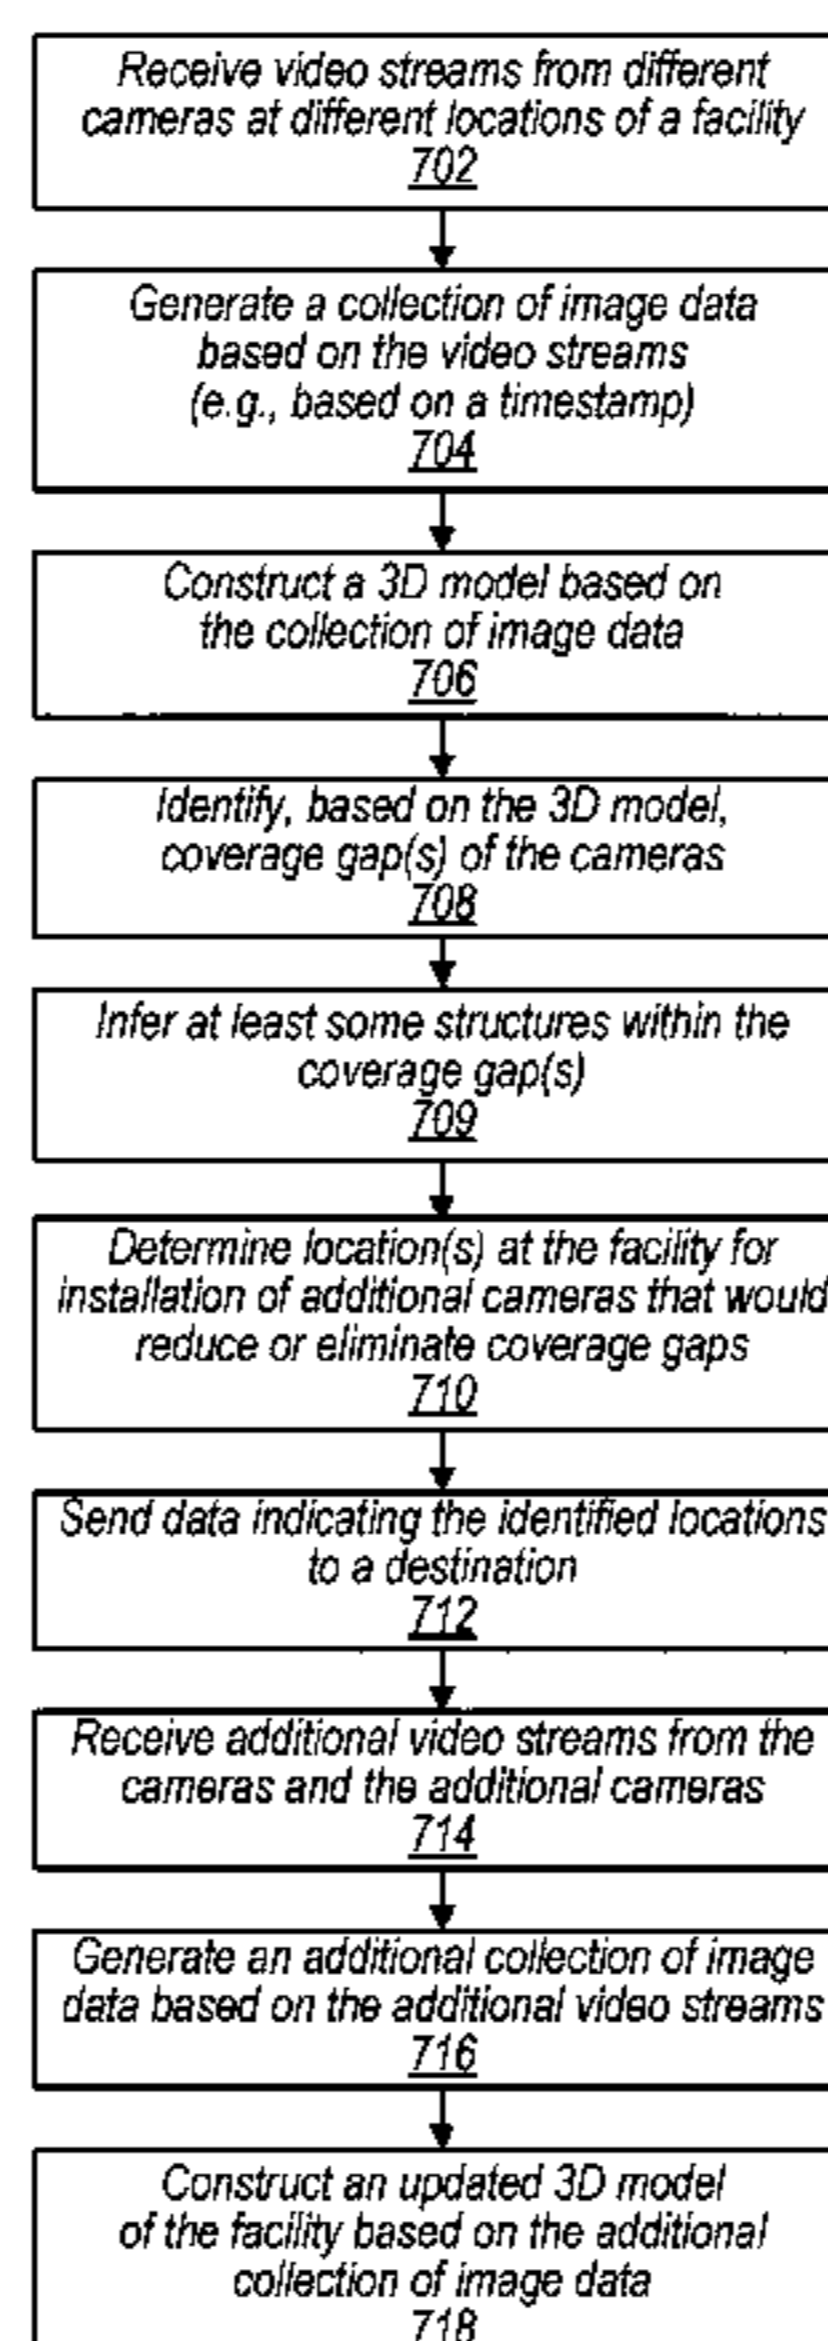 Receive video streams from different
cameras at different locations of a facility
702
Generate a collection of image data
based on the video streams
(e.g., based on a timestamp)
704
Construct a 3D model based on
the collection of image data
706
Identify, based on the 3D model,
coverage gap(s) of the cameras
708
Infer at least some structures within the
coverage gap(s)
709
Determine location(s) at the facility for
installation of additional cameras that would
reduce or eliminate coverage gaps
710
Send data indicating the identified locations
to a destination
712
Receive additional video streams from the
cameras and the additional cameras
714
Generate an additional collection of image
data based on the additional video streams
716
Construct an updated 3D model
of the facility based on the additional
collection of image data
718